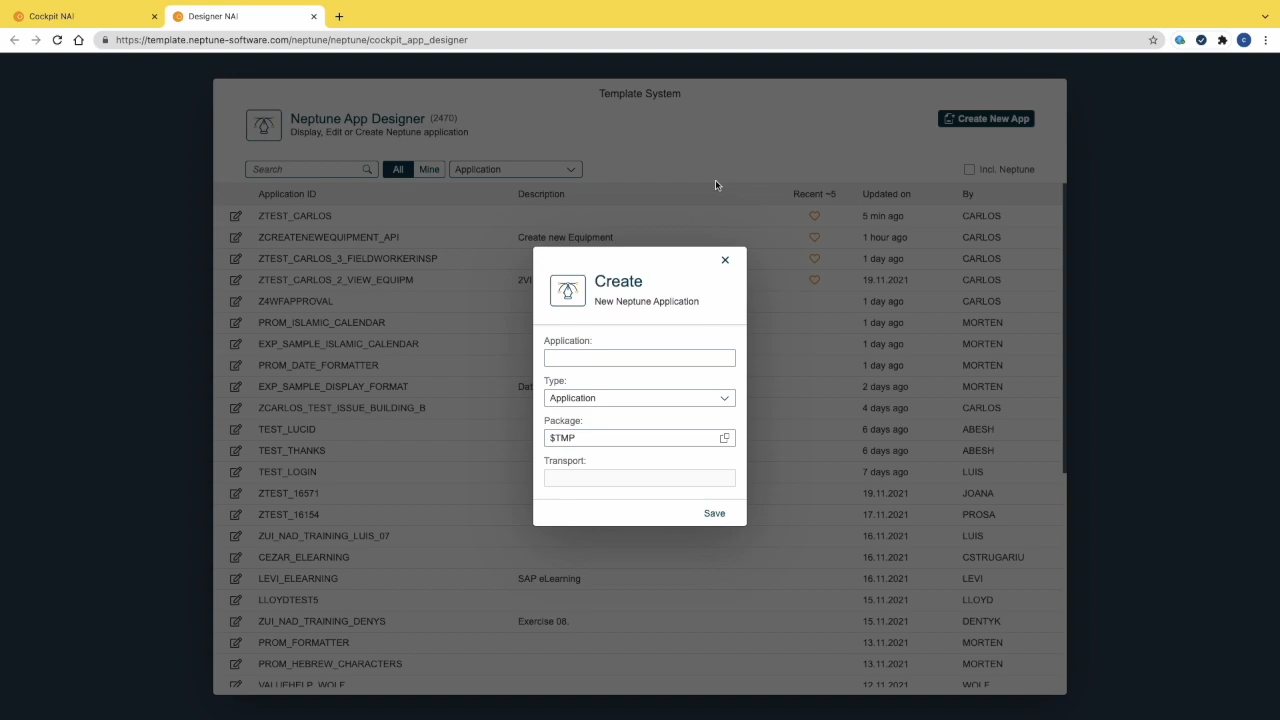 Cockpit NAI
Designer NAI
https://template.neptune-software.com/neptune/neptune/cockpit_app_designer
C
Template System
Neptune App Designer (2470)
Display, Edit or Create Neptune application
Create New App
Search
All
Mine
Application
Incl. Neptune
Application ID Description Recent ~5 Updated on By
ZTEST_CARLOS 5 min ago CARLOS
ZCREATENEWEQUIPMENT_API Create new Equipment 1 hour ago CARLOS
ZTEST_CARLOS_3_FIELDWORKERINSP 1 day ago CARLOS
ZTEST_CARLOS_2_VIEW_EQUIPM 2VI 19.11.2021 CARLOS
Z4WFAPPROVAL 1 day ago CARLOS
PROM_ISLAMIC_CALENDAR 1 day ago MORTEN
EXP_SAMPLE_ISLAMIC_CALENDAR 1 day ago MORTEN
PROM_DATE_FORMATTER 1 day ago MORTEN
EXP_SAMPLE_DISPLAY_FORMAT Dat 2 days ago MORTEN
ZCARLOS_TEST_ISSUE_BUILDING_B 4 days ago CARLOS
TEST_LUCID 6 days ago ABESH
TEST_THANKS 6 days ago ABESH
TEST_LOGIN 7 days ago LUIS
ZTEST_16571 19.11.2021 JOANA
ZTEST_16154 17.11.2021 PROSA
ZUI_NAD_TRAINING_LUIS_07 16.11.2021 LUIS
CEZAR_ELEARNING 16.11.2021 CSTRUGARIU
LEVI_ELEARNING SAP eLearning 16.11.2021 LEVI
LLOYDTEST5 15.11.2021 LLOYD
ZUI_NAD_TRAINING_DENYS Exercise 08. 15.11.2021 DENTYK
PROM_FORMATTER 13.11.2021 MORTEN
PROM_HEBREW_CHARACTERS 13.11.2021 MORTEN
VALUEHELP_WOLF 12.11.2021 WOLF
Create
New Neptune Application
Application:
Type:
Application
Package:
$TMP
Transport:
Save